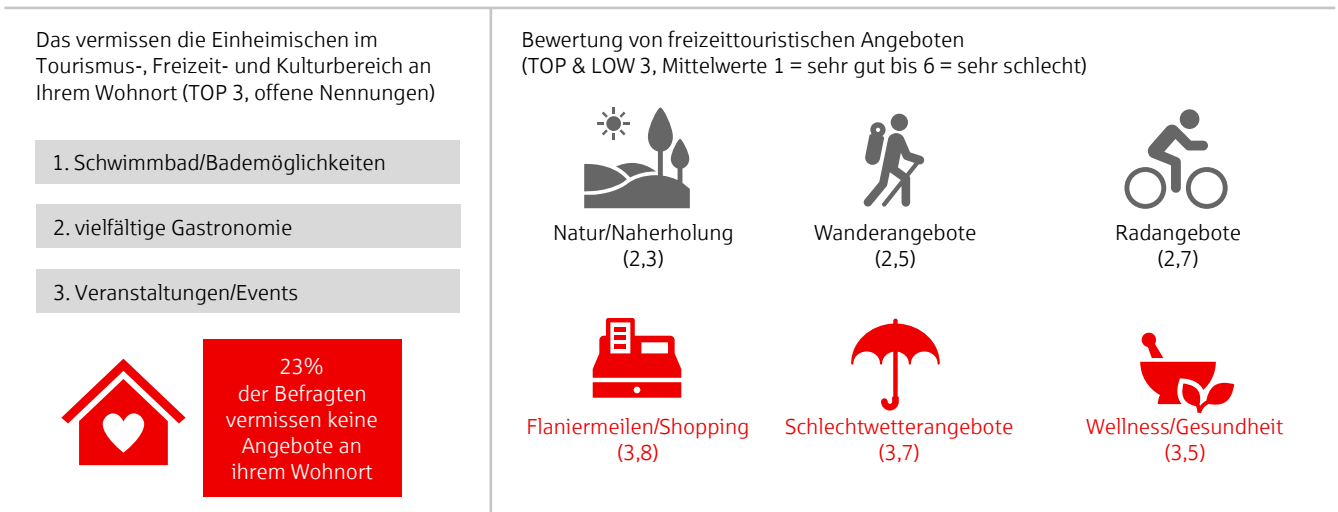 Das vermissen die Einheimischen im
Tourismus-, Freizeit- und Kulturbereich an
Ihrem Wohnort (TOP 3, offene Nennungen)
1. Schwimmbad/Bademöglichkeiten
2. vielfältige Gastronomie
3. Veranstaltungen/Events
23%
der Befragten
vermissen keine
Angebote an
ihrem Wohnort
Bewertung von freizeittouristischen Angeboten
(TOP & LOW 3, Mittelwerte 1 = sehr gut bis 6 = sehr schlecht)
Natur/Naherholung
(2,3)
Wanderangebote
(2,5)
Radangebote
(2,7)
Flaniermeilen/Shopping
(3,8)
Schlechtwetterangebote
(3,7)
Wellness/Gesundheit
(3,5)